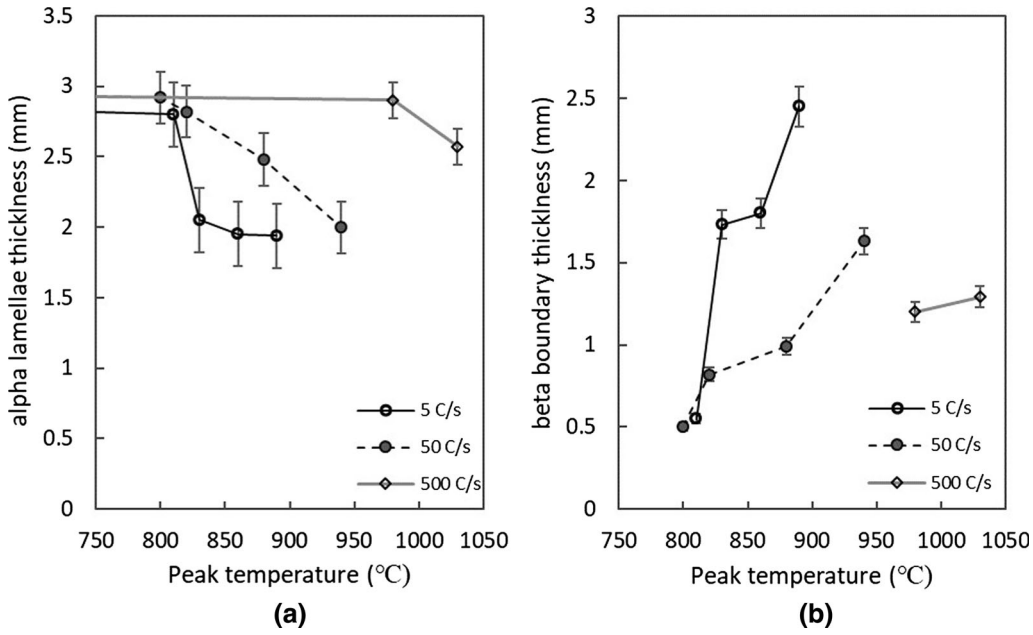 3.5
3
2.5
2
1.5
1
0.5
0
alpha lamellae thicklness (mm)
5 C/s
50 C/s
500 C/s
750 800 850 900 950 1000 1050
Peak temperature (℃)
(a)
3
2.5
2
1.5
1
0.5
0
beta boundary thicklness (mm)
5 C/s
50 C/s
500 C/s
750 800 850 900 950 1000 1050
Peak temperature (℃)
(b)